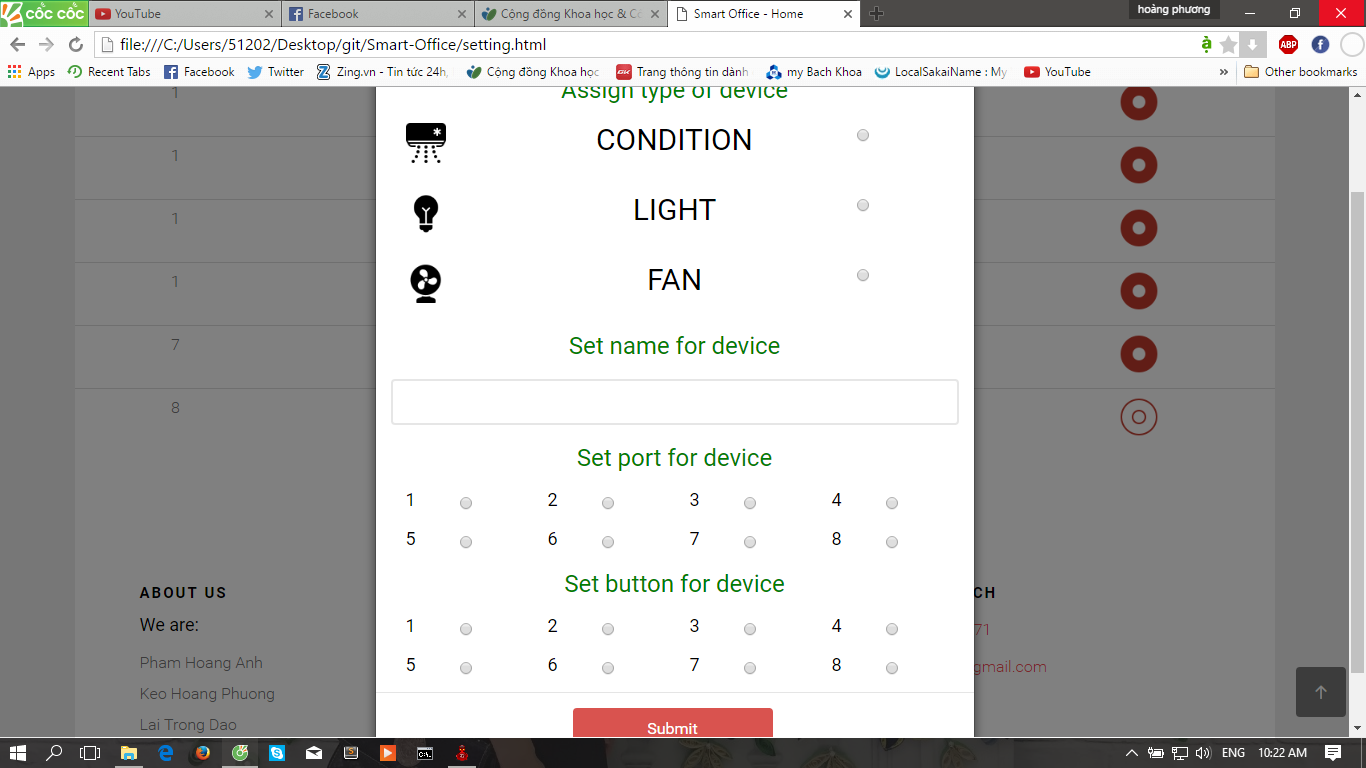 cốc cốc YouTube Facebook Cộng đồng Khoa học & Cô Smart Office - Home hoàng phương
file:///C:/Users/51202/Desktop/git/Smart-Office/setting.html ABP
Apps Recent Tabs Facebook Twitter Zing.vn - Tin tức 24h, Cộng đồng Khoa học Trang thông tin dành my Bach Khoa LocalSakaiName : My YouTube » Other bookmarks
Assign type of device
1
CONDITION
1
LIGHT
1
FAN
1
Set name for device
7
8
Set port for device
1 2 3 4
5 6 7 8
Set button for device
ABOUT US
CH
We are:
1 2 3 4
71
Pham Hoang Anh
5 6 7 8
gmail.com
Keo Hoang Phuong
Lai Trong Dao
Submit
ENG 10:22 AM